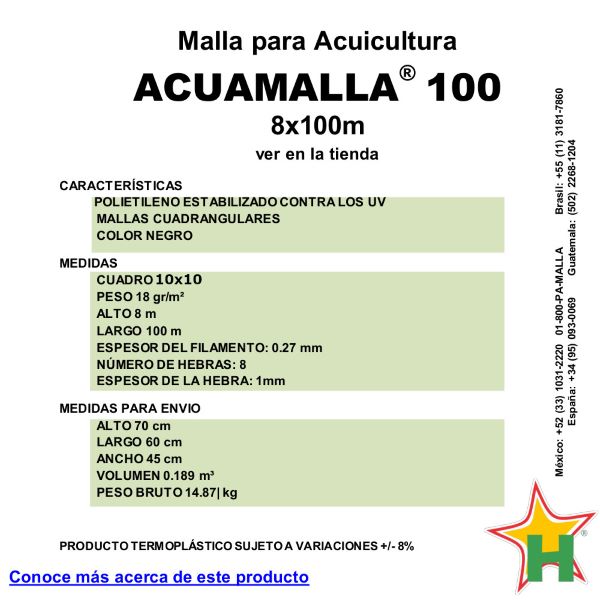 Malla para Acuicultura
ACUAMALLA® 100
8x100m
ver en la tienda
CARACTERÍSTICAS
POLIETILENO ESTABILIZADO CONTRA LOS UV
MALLAS CUADRANGULARES
COLOR NEGRO
MEDIDAS
CUADRO 10x10
PESO 18 gr/m²
ALTO 8 m
LARGO 100 m
ESPESOR DEL FILAMENTO: 0.27 mm
NÚMERO DE HEBRAS: 8
ESPESOR DE LA HEBRA: 1mm
MEDIDAS PARA ENVIO
ALTO 70 cm
LARGO 60 cm
ANCHO 45 cm
VOLUMEN 0.189 m³
PESO BRUTO 14.87| kg
PRODUCTO TERMOPLÁSTICO SUJETO A VARIACIONES +/- 8%
Conoce más acerca de este producto
México: +52 (33) 1031-2220 01-800-PA-MALLA Brasil: +55 (11) 3181-7860
España: +34 (95) 093-0069 Guatemala: (502) 2268-1204
H®